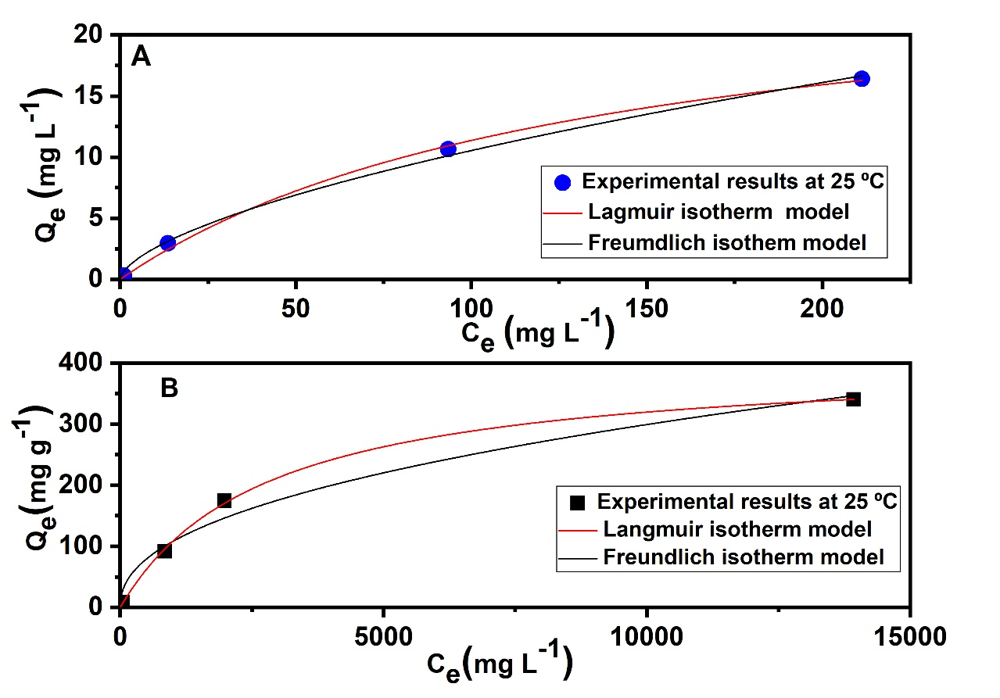 A
Qe (mg L-1)
20
15
10
5
0
Experimental results at 25 ºC
Lagmuir isotherm model
Freumdlich isothem model
0 50 100 150 200
Ce (mg L-1)
B
Qe(mg g-1)
400
300
200
100
0
Experimental results at 25 ºC
Langmuir isotherm model
Freundlich isotherm model
0 5000 10000 15000
Ce(mg L-1)